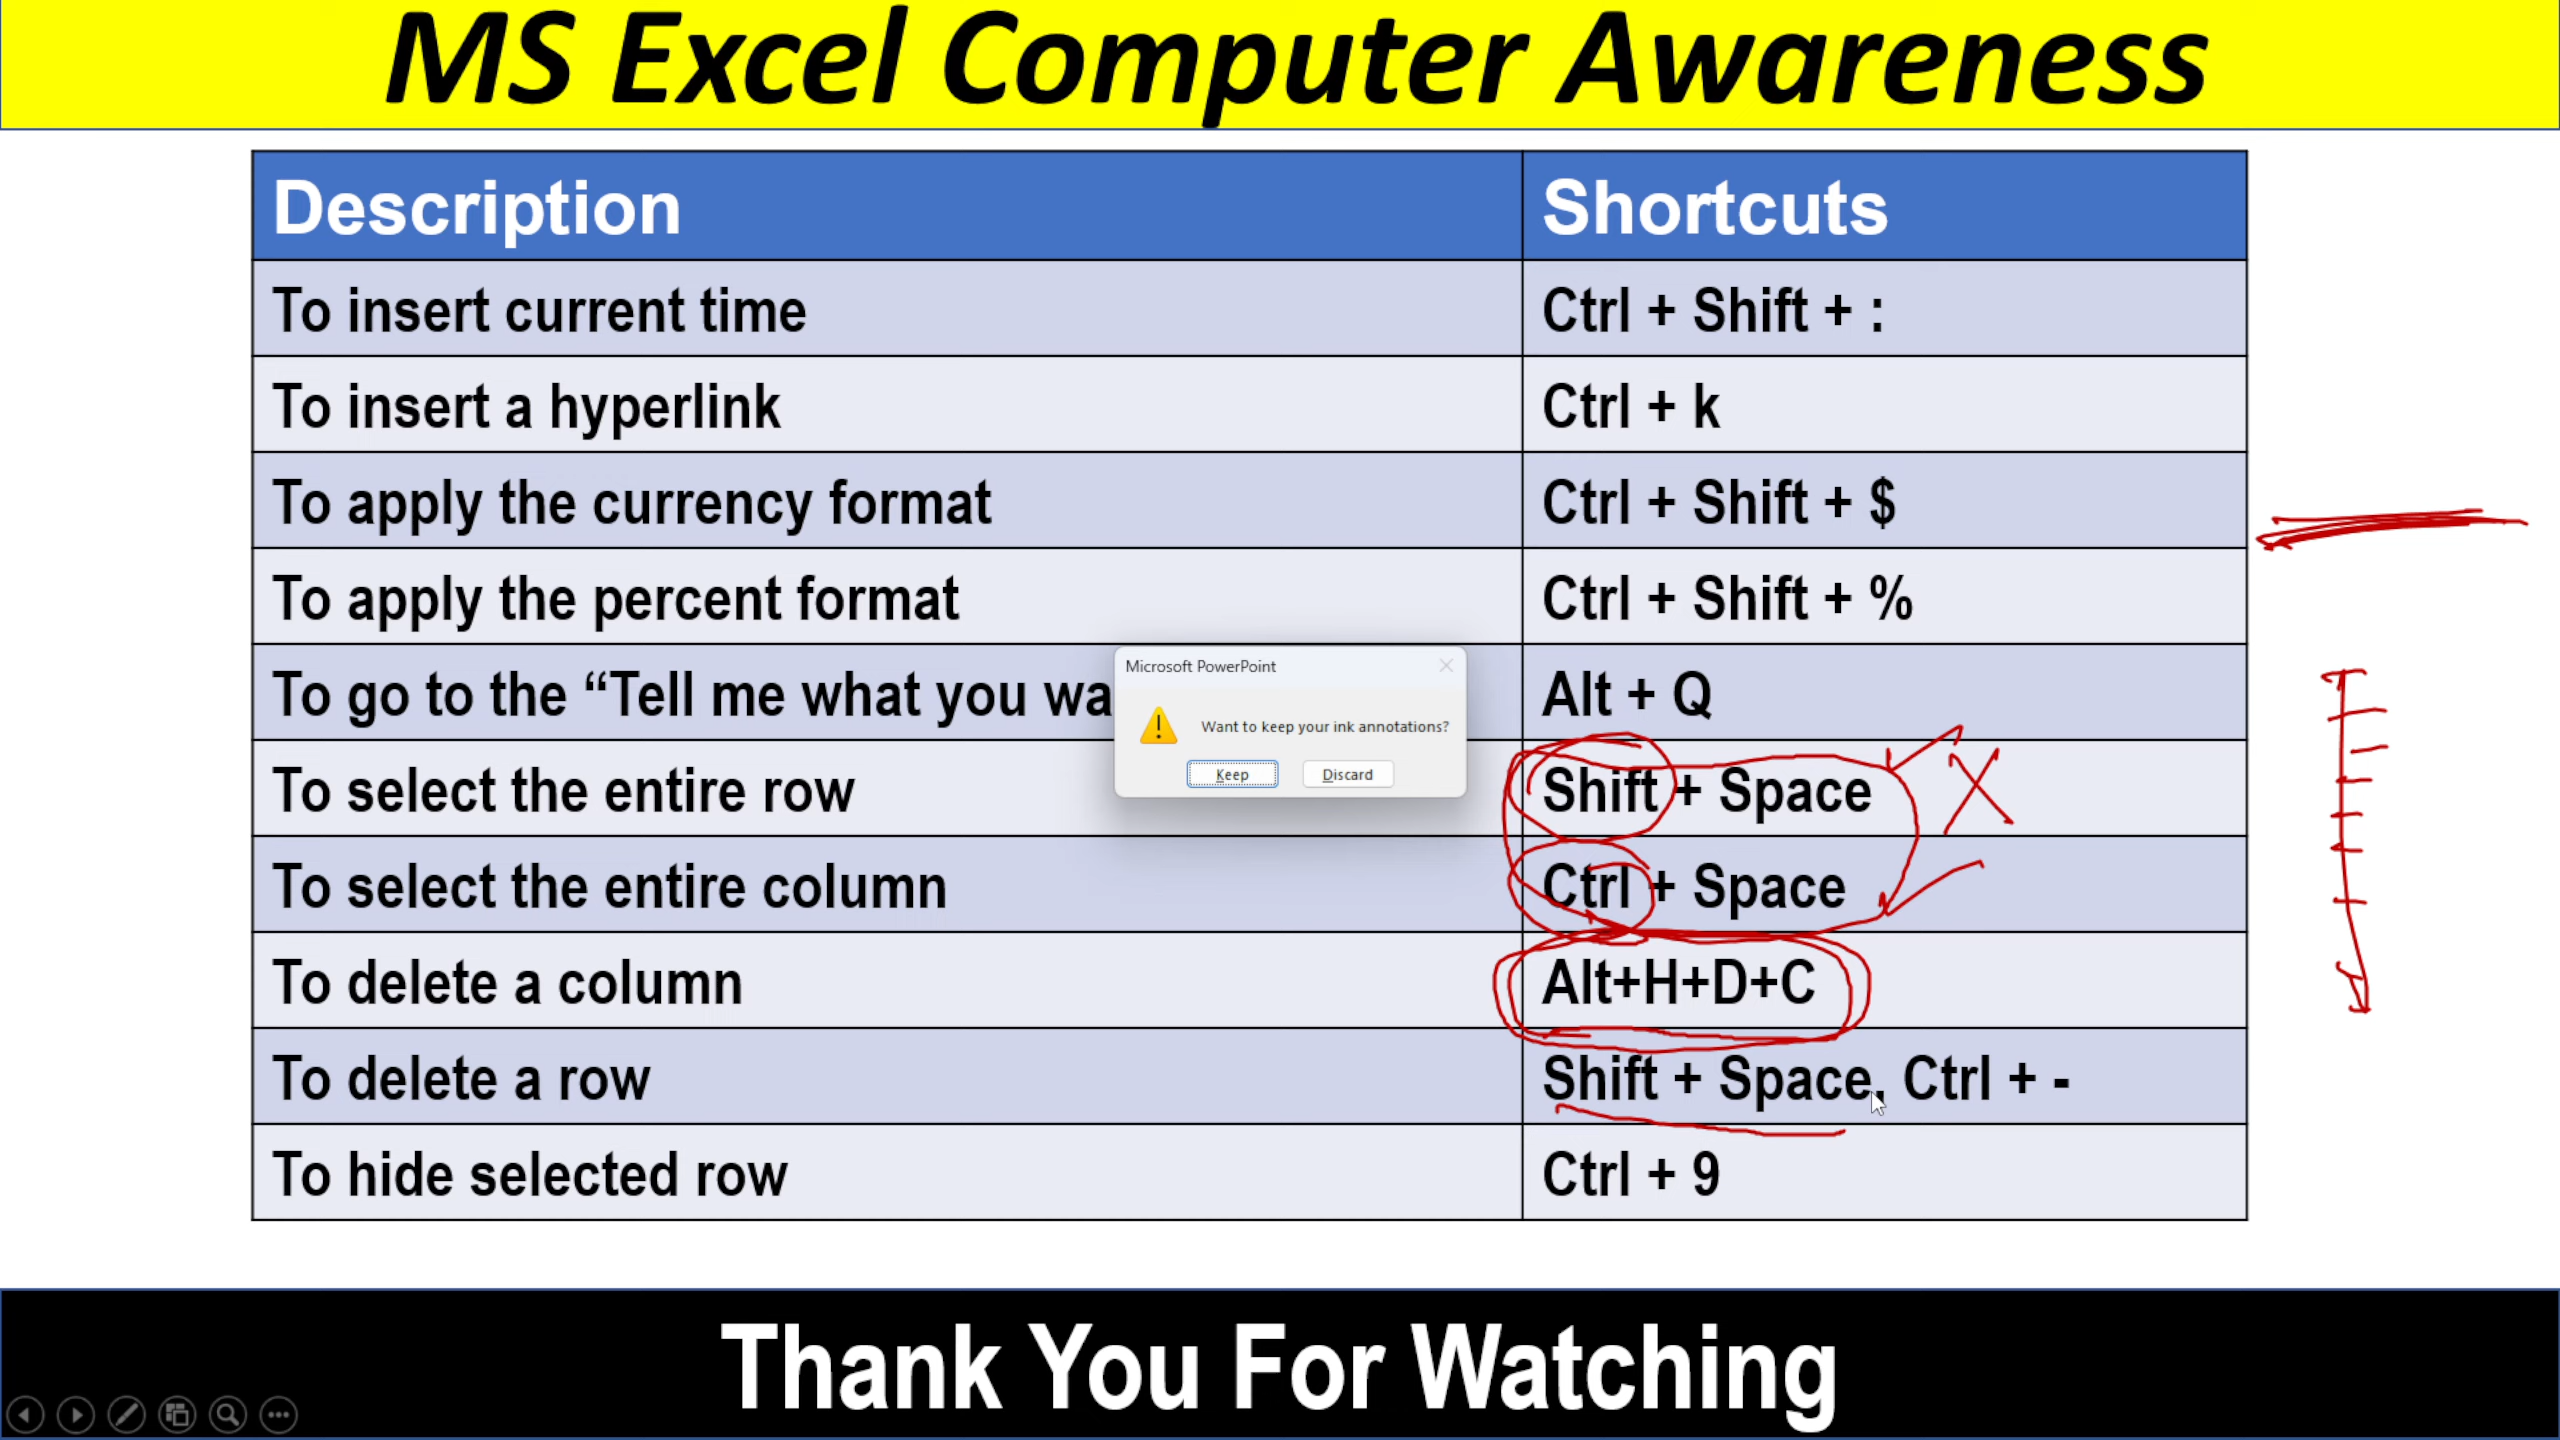 MS Excel Computer Awareness
Description Shortcuts
To insert current time Ctrl + Shift + :
To insert a hyperlink Ctrl + k
To apply the currency format Ctrl + Shift + $
To apply the percent format Ctrl + Shift + %
To go to the “Tell me what you wa Alt + Q
Microsoft PowerPoint
Want to keep your ink annotations?
Keep Discard
To select the entire row Shift + Space
To select the entire column Ctrl + Space
To delete a column Alt+H+D+C
To delete a row Shift + Space, Ctrl + -
To hide selected row Ctrl + 9
Thank You For Watching